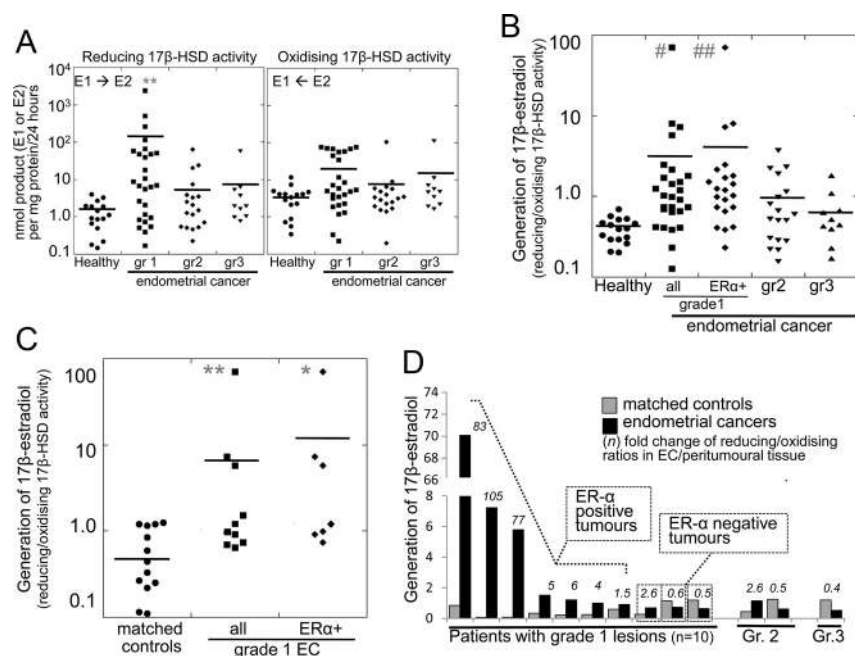 A
Reducing 17β-HSD activity
Oxidising 17β-HSD activity
nmol product (E1 or E2)
per mg protein/24 hours
10⁴
10³
10²
10
1.0
0.1
E1 → E2
**
E1 ← E2
Healthy gr 1 gr2 gr3
endometrial cancer
Healthy gr 1 gr2 gr3
endometrial cancer
B
Generation of 17β-estradiol
(reducing/oxidising 17β-HSD activity)
100
10
1.0
0.1
# ##
Healthy all ERα+ gr2 gr3
grade1
endometrial cancer
C
Generation of 17β-estradiol
(reducing/oxidising 17β-HSD activity)
100
10
1.0
0.1
** *
matched
controls
all ERα+
grade 1 EC
D
Generation of 17β-estradiol
74
72
70
68
66
8
6
4
2
0
matched controls
endometrial cancers
(n) fold change of reducing/oxidising
ratios in EC/peritumoural tissue
83
105
77
5 6 4 1.5 2.6 0.6 0.5 2.6 0.5 0.4
ER-α
positive
tumours
ER-α negative
tumours
Patients with grade 1 lesions (n=10) Gr. 2 Gr.3